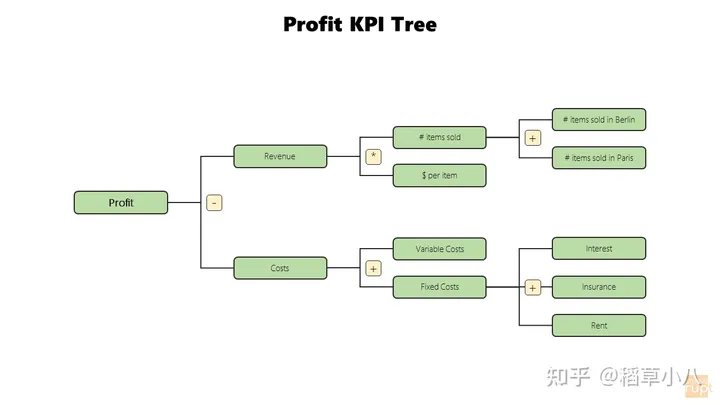 Profit KPI Tree
# items sold in Berlin
# items sold
+
Revenue
*
# items sold in Paris
$ per item
Profit
-
Variable Costs
Interest
Costs
+
Fixed Costs
+
Insurance
Rent
知乎 @稻草小八
rupt